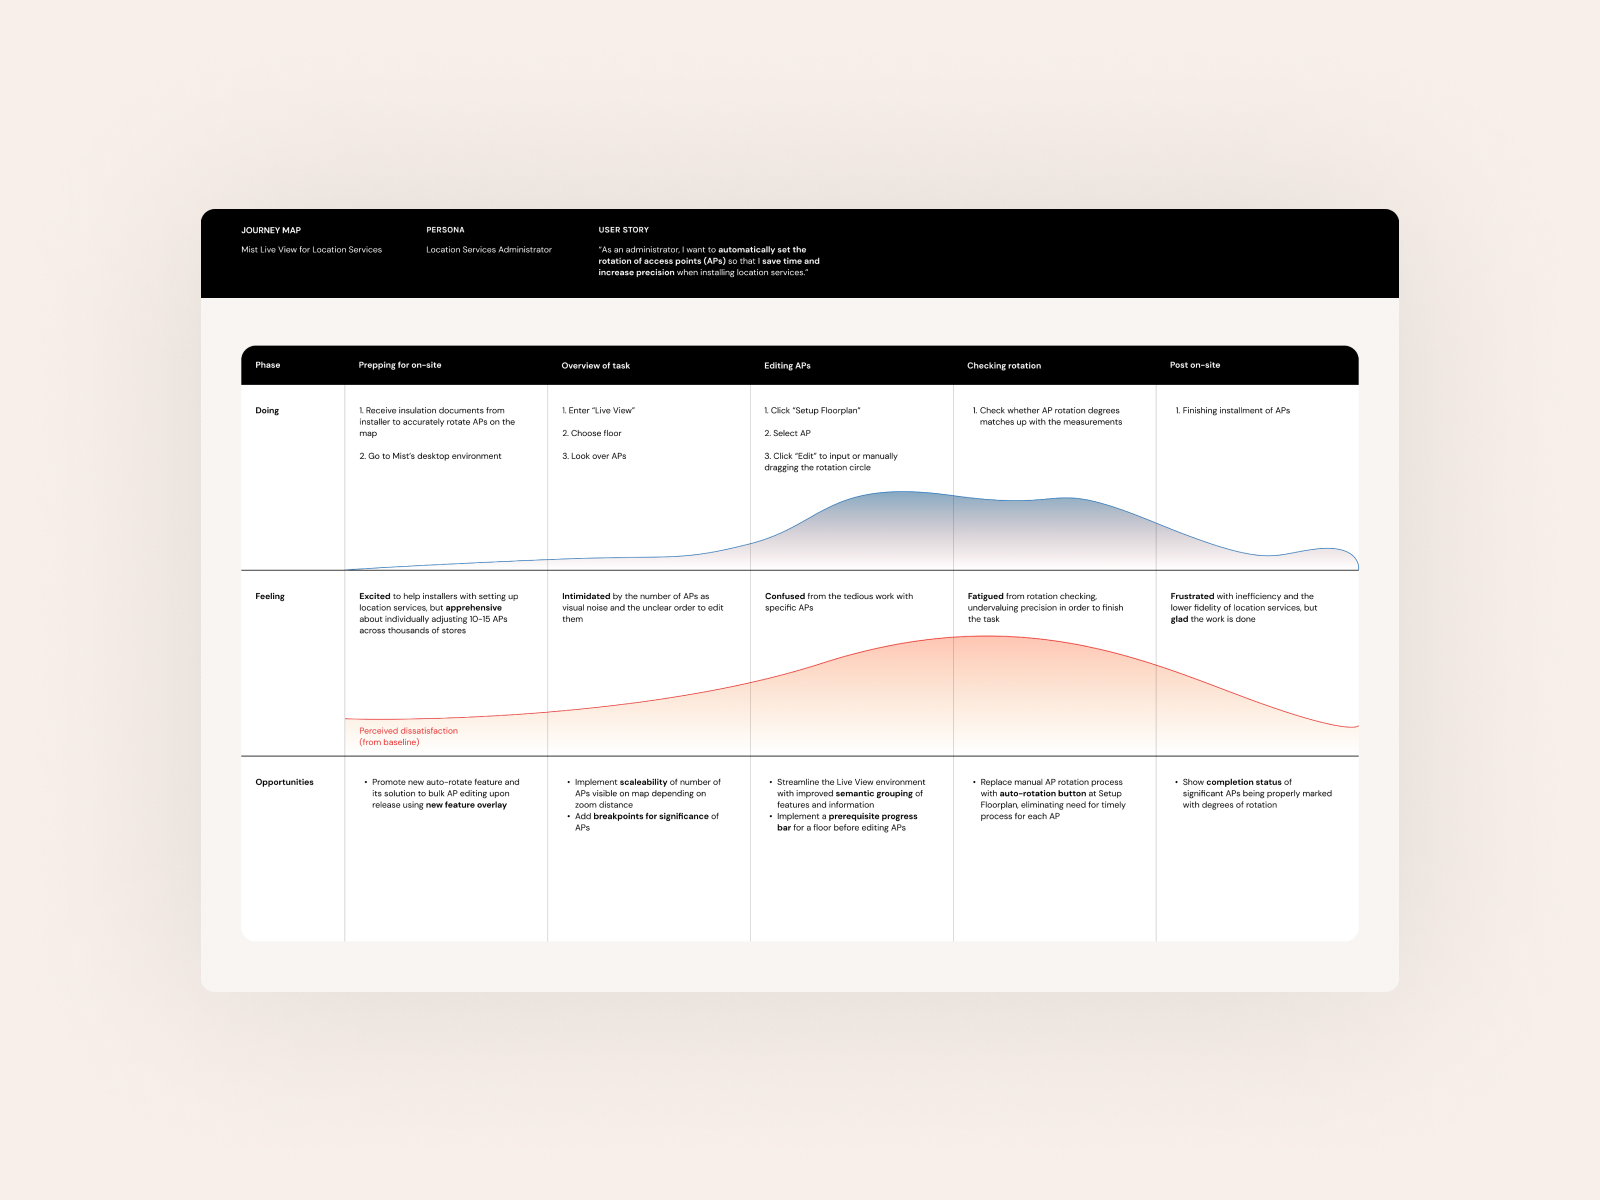 JOURNEY MAP
Mist Live View for Location Services
PERSONA
Location Services Administrator
USER STORY
“As an administrator, I want to automatically set the
rotation of access points (APs) so that I save time and
increase precision when installing location services.”
Phase
Prepping for on-site
Overview of task
Editing APs
Checking rotation
Post on-site
Doing
1. Receive insulation documents from
installer to accurately rotate APs on the
map
2. Go to Mist’s desktop environment
1. Enter “Live View”
2. Choose floor
3. Look over APs
1. Click “Setup Floorplan”
2. Select AP
3. Click “Edit” to input or manually
dragging the rotation circle
1. Check whether AP rotation degrees
matches up with the measurements
1. Finishing installment of APs
Feeling
Excited to help installers with setting up
location services, but apprehensive
about individually adjusting 10-15 APs
across thousands of stores
Perceived dissatisfaction
(from baseline)
Intimidated by the number of APs as
visual noise and the unclear order to edit
them
Confused from the tedious work with
specific APs
Fatigued from rotation checking,
undervaluing precision in order to finish
the task
Frustrated with inefficiency and the
lower fidelity of location services, but
glad the work is done
Opportunities
• Promote new auto-rotate feature and
its solution to bulk AP editing upon
release using new feature overlay
• Implement scaleability of number of
APs visible on map depending on
zoom distance
• Add breakpoints for significance of
APs
• Streamline the Live View environment
with improved semantic grouping of
features and information
• Implement a prerequisite progress
bar for a floor before editing APs
• Replace manual AP rotation process
with auto-rotation button at Setup
Floorplan, eliminating need for timely
process for each AP
• Show completion status of
significant APs being properly marked
with degrees of rotation